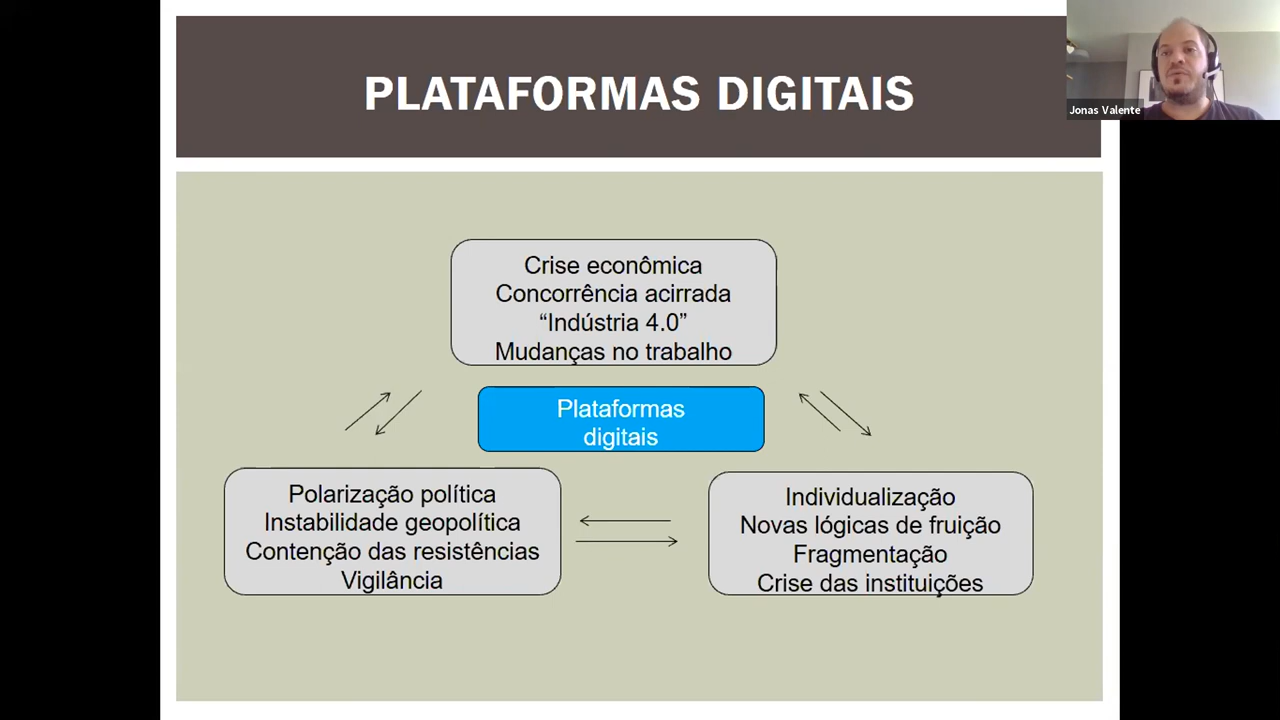 PLATAFORMAS DIGITAIS
Jonas Valente
Crise econômica
Concorrência acirrada
“Indústria 4.0”
Mudanças no trabalho
Plataformas
digitais
Polarização política
Instabilidade geopolítica
Contenção das resistências
Vigilância
Individualização
Novas lógicas de fruição
Fragmentação
Crise das instituições